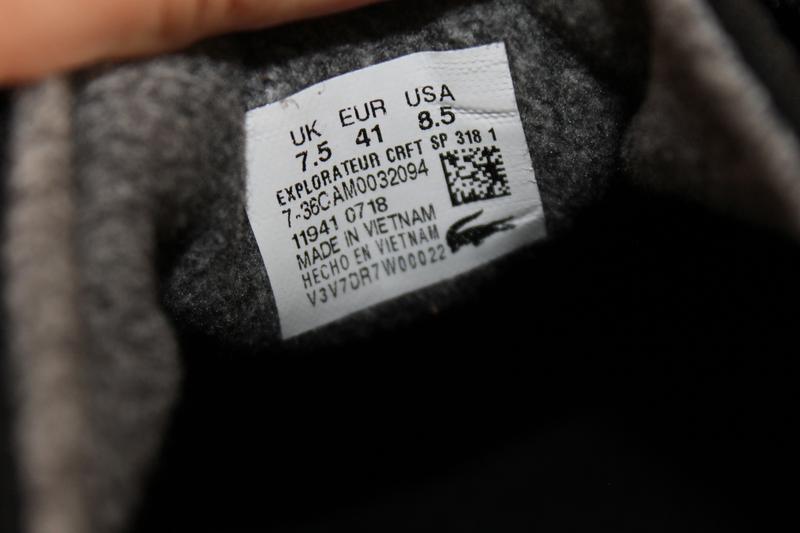 UK EUR USA
7.5 41 8.5
EXPLORATEUR CRFT SP 318 1
7-36CAM0032094
11941 0718
MADE IN VIETNAM
HECHO EN VIETNAM
V3V7DR7W00022